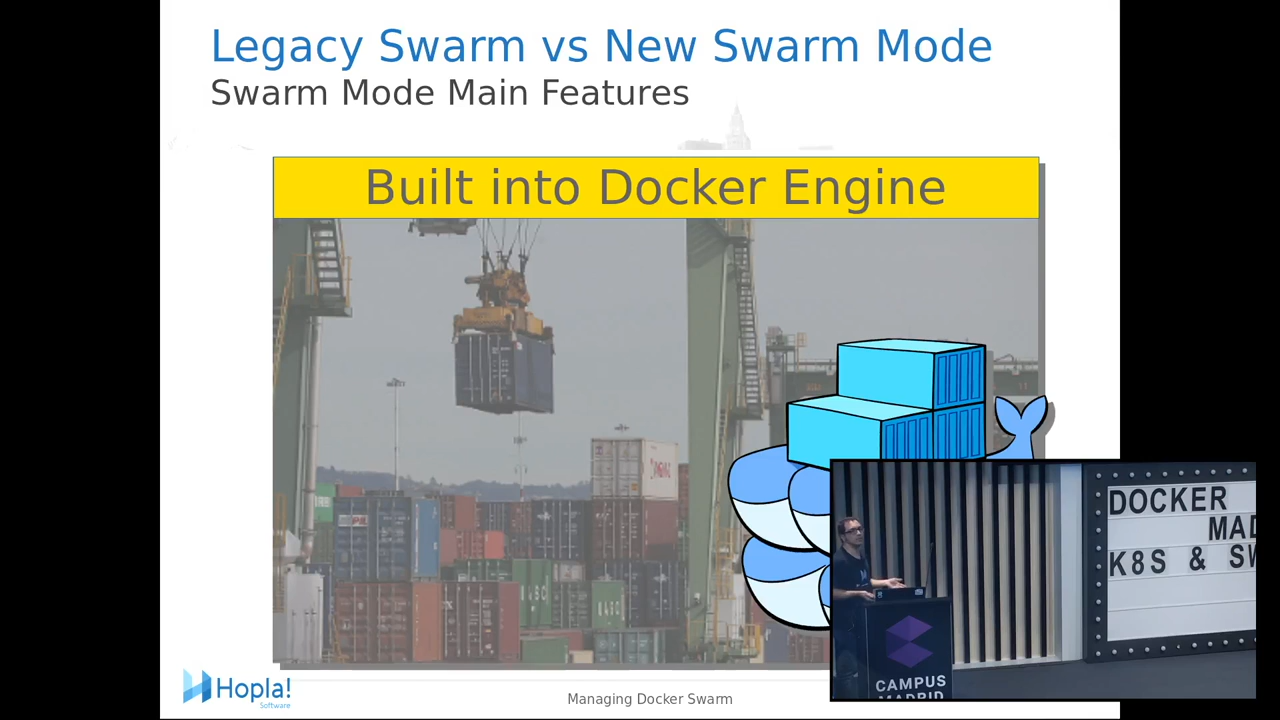 Legacy Swarm vs New Swarm Mode
Swarm Mode Main Features
Built into Docker Engine
DOCKER
MAD
K8S & SW
CAMPUS
MADRID
Hopla!
Software
Managing Docker Swarm